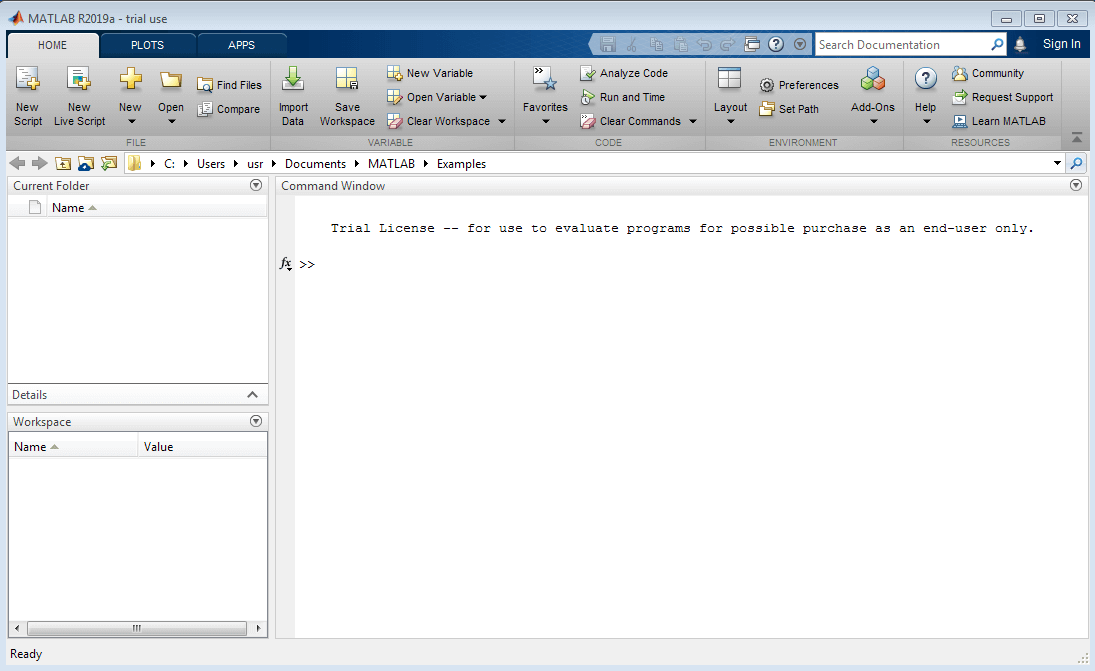 MATLAB R2019a - trial use
HOME PLOTS APPS
Search Documentation
Sign In
New Script
New Live Script
New
Open
Find Files
Compare
FILE
Import Data
Save Workspace
New Variable
Open Variable
Clear Workspace
VARIABLE
Favorites
Analyze Code
Run and Time
Clear Commands
CODE
Layout
Preferences
Set Path
Add-Ons
ENVIRONMENT
Help
Community
Request Support
Learn MATLAB
RESOURCES
C: Users usr Documents MATLAB Examples
Current Folder
Name
Details
Workspace
Name Value
Command Window
Trial License -- for use to evaluate programs for possible purchase as an end-user only.
fx >>
Ready